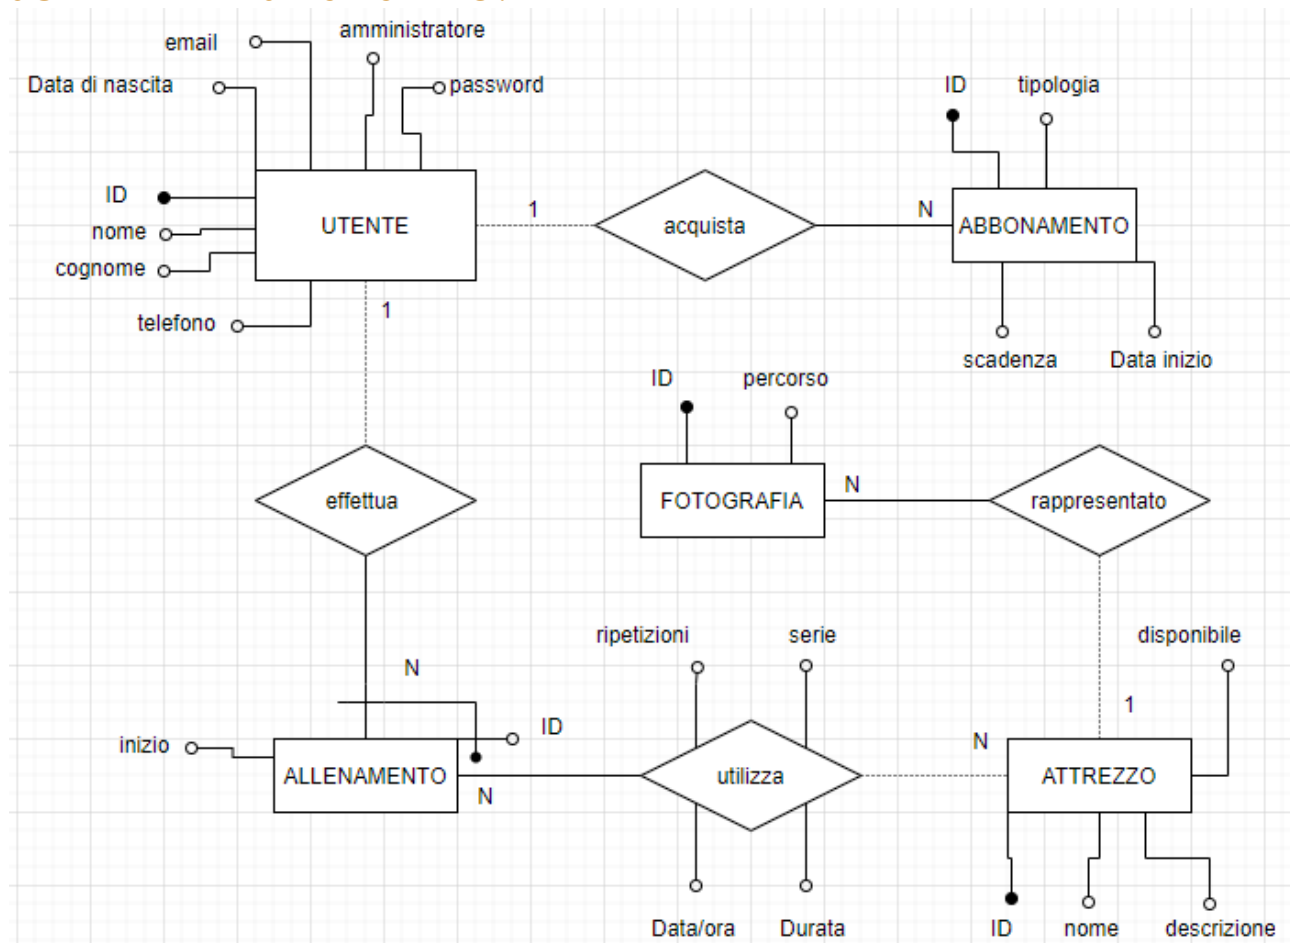 amministratore
email
Data di nascita
password
ID
tipologia
ID
nome
cognome
telefono
UTENTE
1
acquista
N
ABBONAMENTO
1
scadenza
Data inizio
ID
percorso
effettua
FOTOGRAFIA
N
rappresentato
ripetizioni
serie
disponibile
N
1
inizio
ID
N
ALLENAMENTO
N
utilizza
ATTREZZO
Data/ora
Durata
ID
nome
descrizione